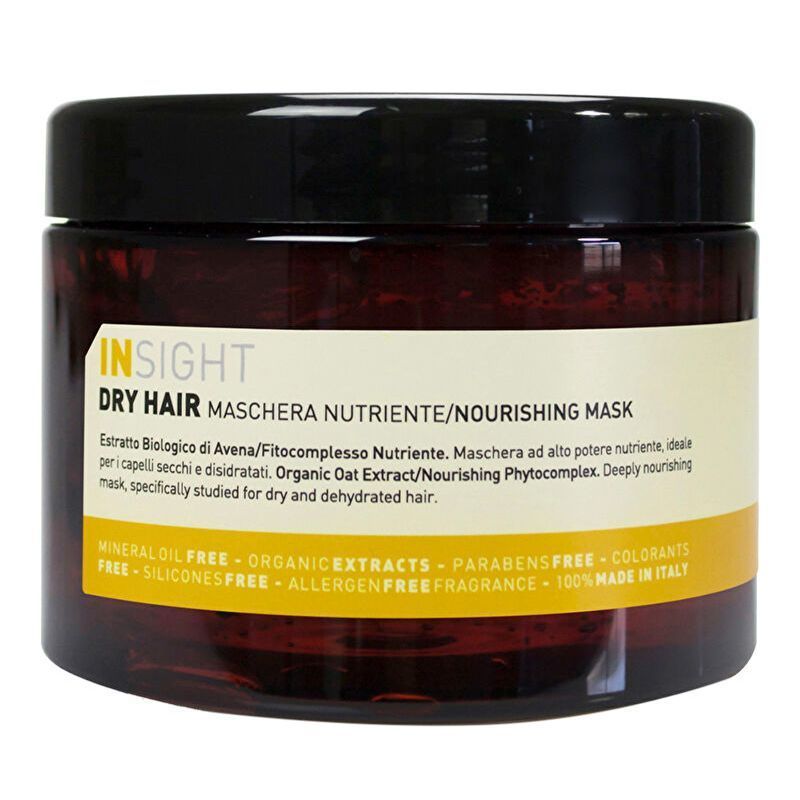 INSIGHT
DRY HAIR MASCHERA NUTRIENTE/NOURISHING MASK
Estratto Biologico di Avena/Fitocomplesso Nutriente. Maschera ad alto potere nutriente, ideale
per i capelli secchi e disidratati. Organic Oat Extract/Nourishing Phytocomplex. Deeply nourishing
mask, specifically studied for dry and dehydrated hair.
MINERAL OIL FREE - ORGANIC EXTRACTS - PARABENS FREE - COLORANTS
FREE - SILICONES FREE - ALLERGEN FREE FRAGRANCE - 100% MADE IN ITALY